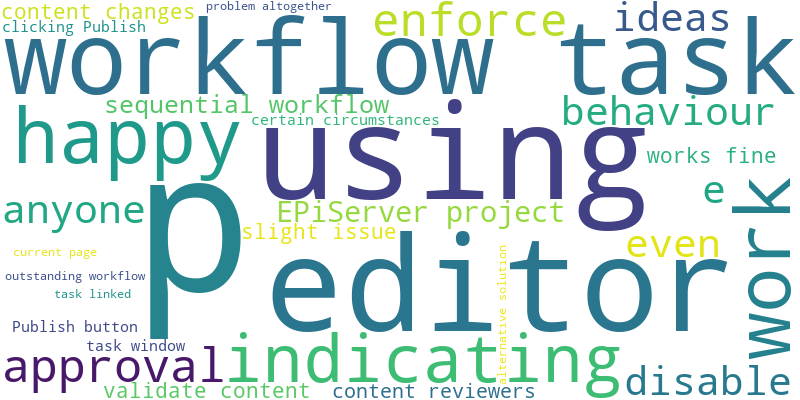 content changes
problem altogether
enforce
ideas
clicking Publish
workflow task
sequential workflow
behaviour
happy
using
certain circumstances
works fine
p
e
work
anyone
EPiServer project
slight issue
even
current page
editor
alternative solution
outstanding workflow
task linked
Publish button
task window
indicating
approval
disable
validate content
content reviewers